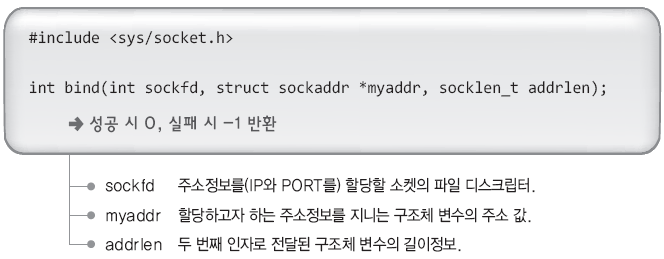 #include <sys/socket.h>
int bind(int sockfd, struct sockaddr *myaddr, socklen_t addrlen);
➔ 성공 시 0, 실패 시 -1 반환
sockfd 주소정보를(IP와 PORT를) 할당할 소켓의 파일 디스크립터.
myaddr 할당하고자 하는 주소정보를 지니는 구조체 변수의 주소 값.
addrlen 두 번째 인자로 전달된 구조체 변수의 길이정보.